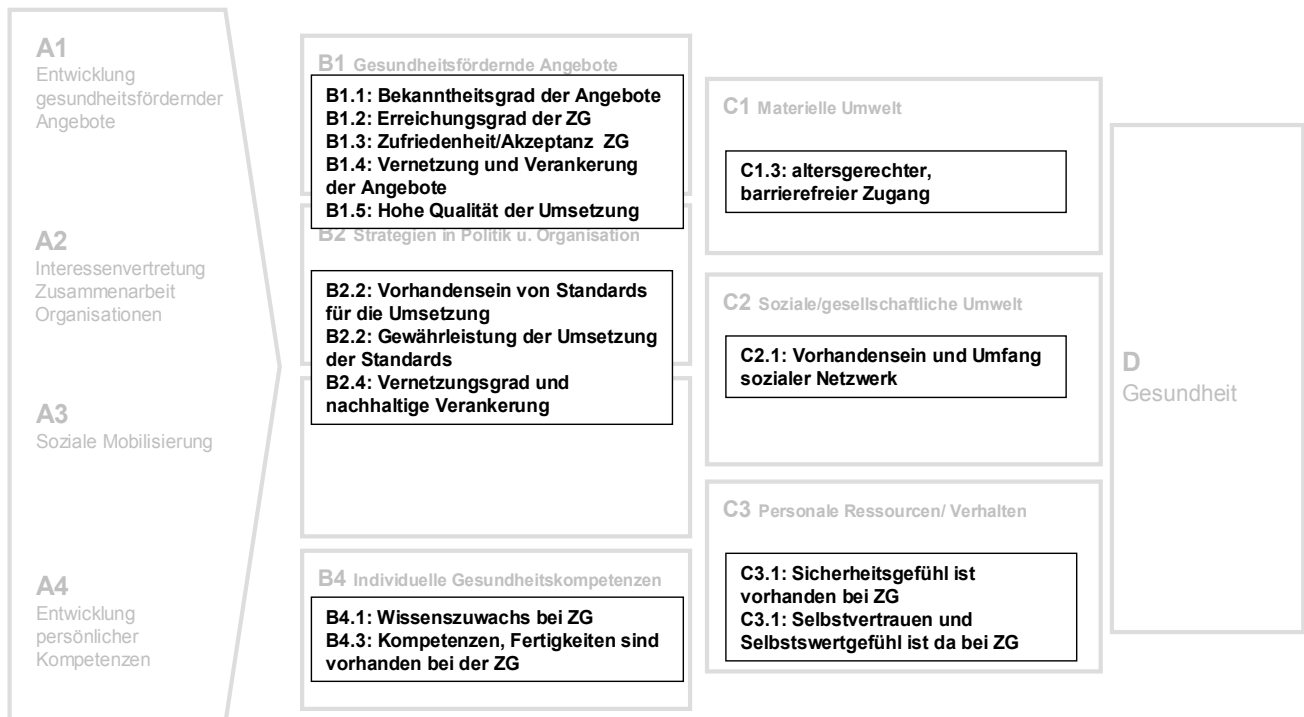 A1
Entwicklung
gesundheitsfördernder
Angebote
A2
Interessenvertretung
Zusammenarbeit
Organisationen
A3
Soziale Mobilisierung
A4
Entwicklung
persönlicher
Kompetenzen
B1 Gesundheitsfördernde Angebote
B1.1: Bekanntheitsgrad der Angebote
B1.2: Erreichungsgrad der ZG
B1.3: Zufriedenheit/Akzeptanz ZG
B1.4: Vernetzung und Verankerung
der Angebote
B1.5: Hohe Qualität der Umsetzung
B2 Strategien in Politik u. Organisation
B2.2: Vorhandensein von Standards
für die Umsetzung
B2.2: Gewährleistung der Umsetzung
der Standards
B2.4: Vernetzungsgrad und
nachhaltige Verankerung
B4 Individuelle Gesundheitskompetenzen
B4.1: Wissenszuwachs bei ZG
B4.3: Kompetenzen, Fertigkeiten sind
vorhanden bei der ZG
C1 Materielle Umwelt
C1.3: altersgerechter,
barrierefreier Zugang
C2 Soziale/gesellschaftliche Umwelt
C2.1: Vorhandensein und Umfang
sozialer Netzwerk
C3 Personale Ressourcen/ Verhalten
C3.1: Sicherheitsgefühl ist
vorhanden bei ZG
C3.1: Selbstvertrauen und
Selbstswertgefühl ist da bei ZG
D
Gesundheit